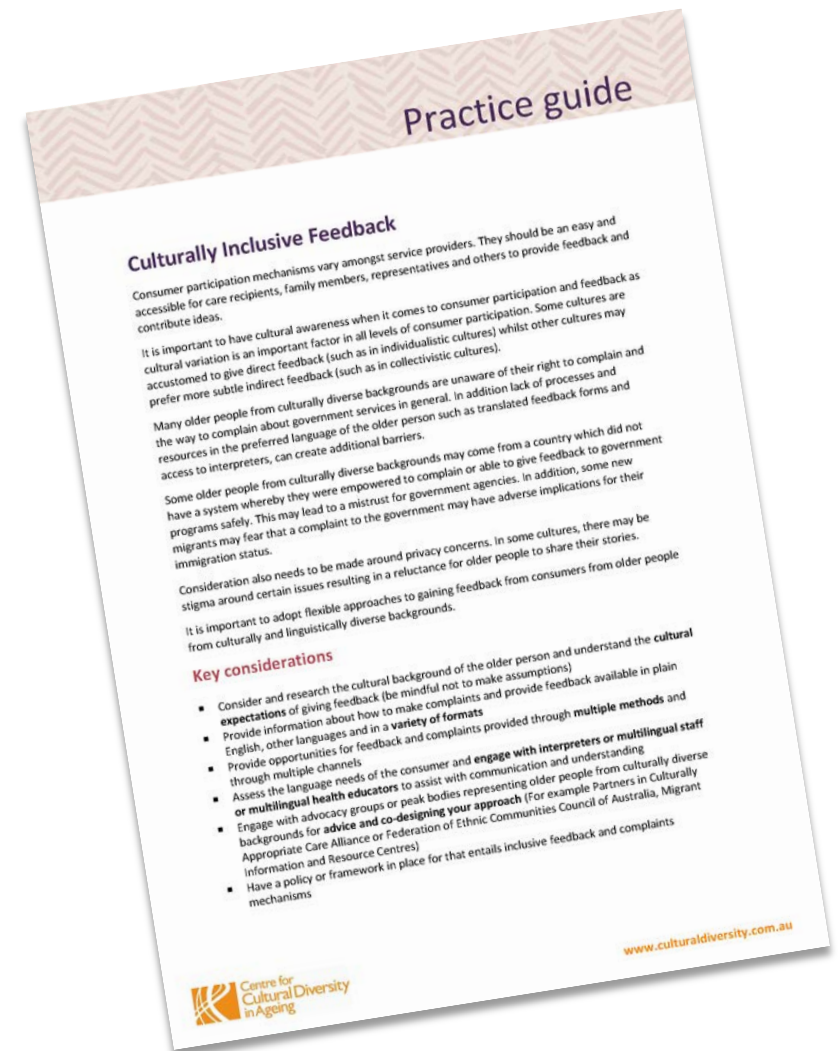 Practice guide
Culturally Inclusive Feedback
Consumer participation mechanisms vary amongst service providers. They should be an easy and
accessible for care recipients, family members, representatives and others to provide feedback and
contribute ideas.
It is important to have cultural awareness when it comes to consumer participation and feedback as
cultural variation is an important factor in all levels of consumer participation. Some cultures are
accustomed to give direct feedback (such as in individualistic cultures) whilst other cultures may
prefer more subtle indirect feedback (such as in collectivistic cultures).
Many older people from culturally diverse backgrounds are unaware of their right to complain and
the way to complain about government services in general. In addition lack of processes and
resources in the preferred language of the older person such as translated feedback forms and
access to interpreters, can create additional barriers.
Some older people from culturally diverse backgrounds may come from a country which did not
have a system whereby they were empowered to complain or able to give feedback to government
programs safely. This may lead to a mistrust for government agencies. In addition, some new
migrants may fear that a complaint to the government may have adverse implications for their
immigration status.
Consideration also needs to be made around privacy concerns. In some cultures, there may be
stigma around certain issues resulting in a reluctance for older people to share their stories.
It is important to adopt flexible approaches to gaining feedback from consumers from older people
from culturally and linguistically diverse backgrounds.
Key considerations
▪ Consider and research the cultural background of the older person and understand the cultural
expectations of giving feedback (be mindful not to make assumptions)
▪ Provide information about how to make complaints and provide feedback available in plain
English, other languages and in a variety of formats
▪ Provide opportunities for feedback and complaints provided through multiple methods and
through multiple channels
▪ Assess the language needs of the consumer and engage with interpreters or multilingual staff
or multilingual health educators to assist with communication and understanding
▪ Engage with advocacy groups or peak bodies representing older people from culturally diverse
backgrounds for advice and co-designing your approach (For example Partners in Culturally
Appropriate Care Alliance or Federation of Ethnic Communities Council of Australia, Migrant
Information and Resource Centres)
▪ Have a policy or framework in place for that entails inclusive feedback and complaints
mechanisms
www.culturaldiversity.com.au
Centre for
Cultural Diversity
in Ageing